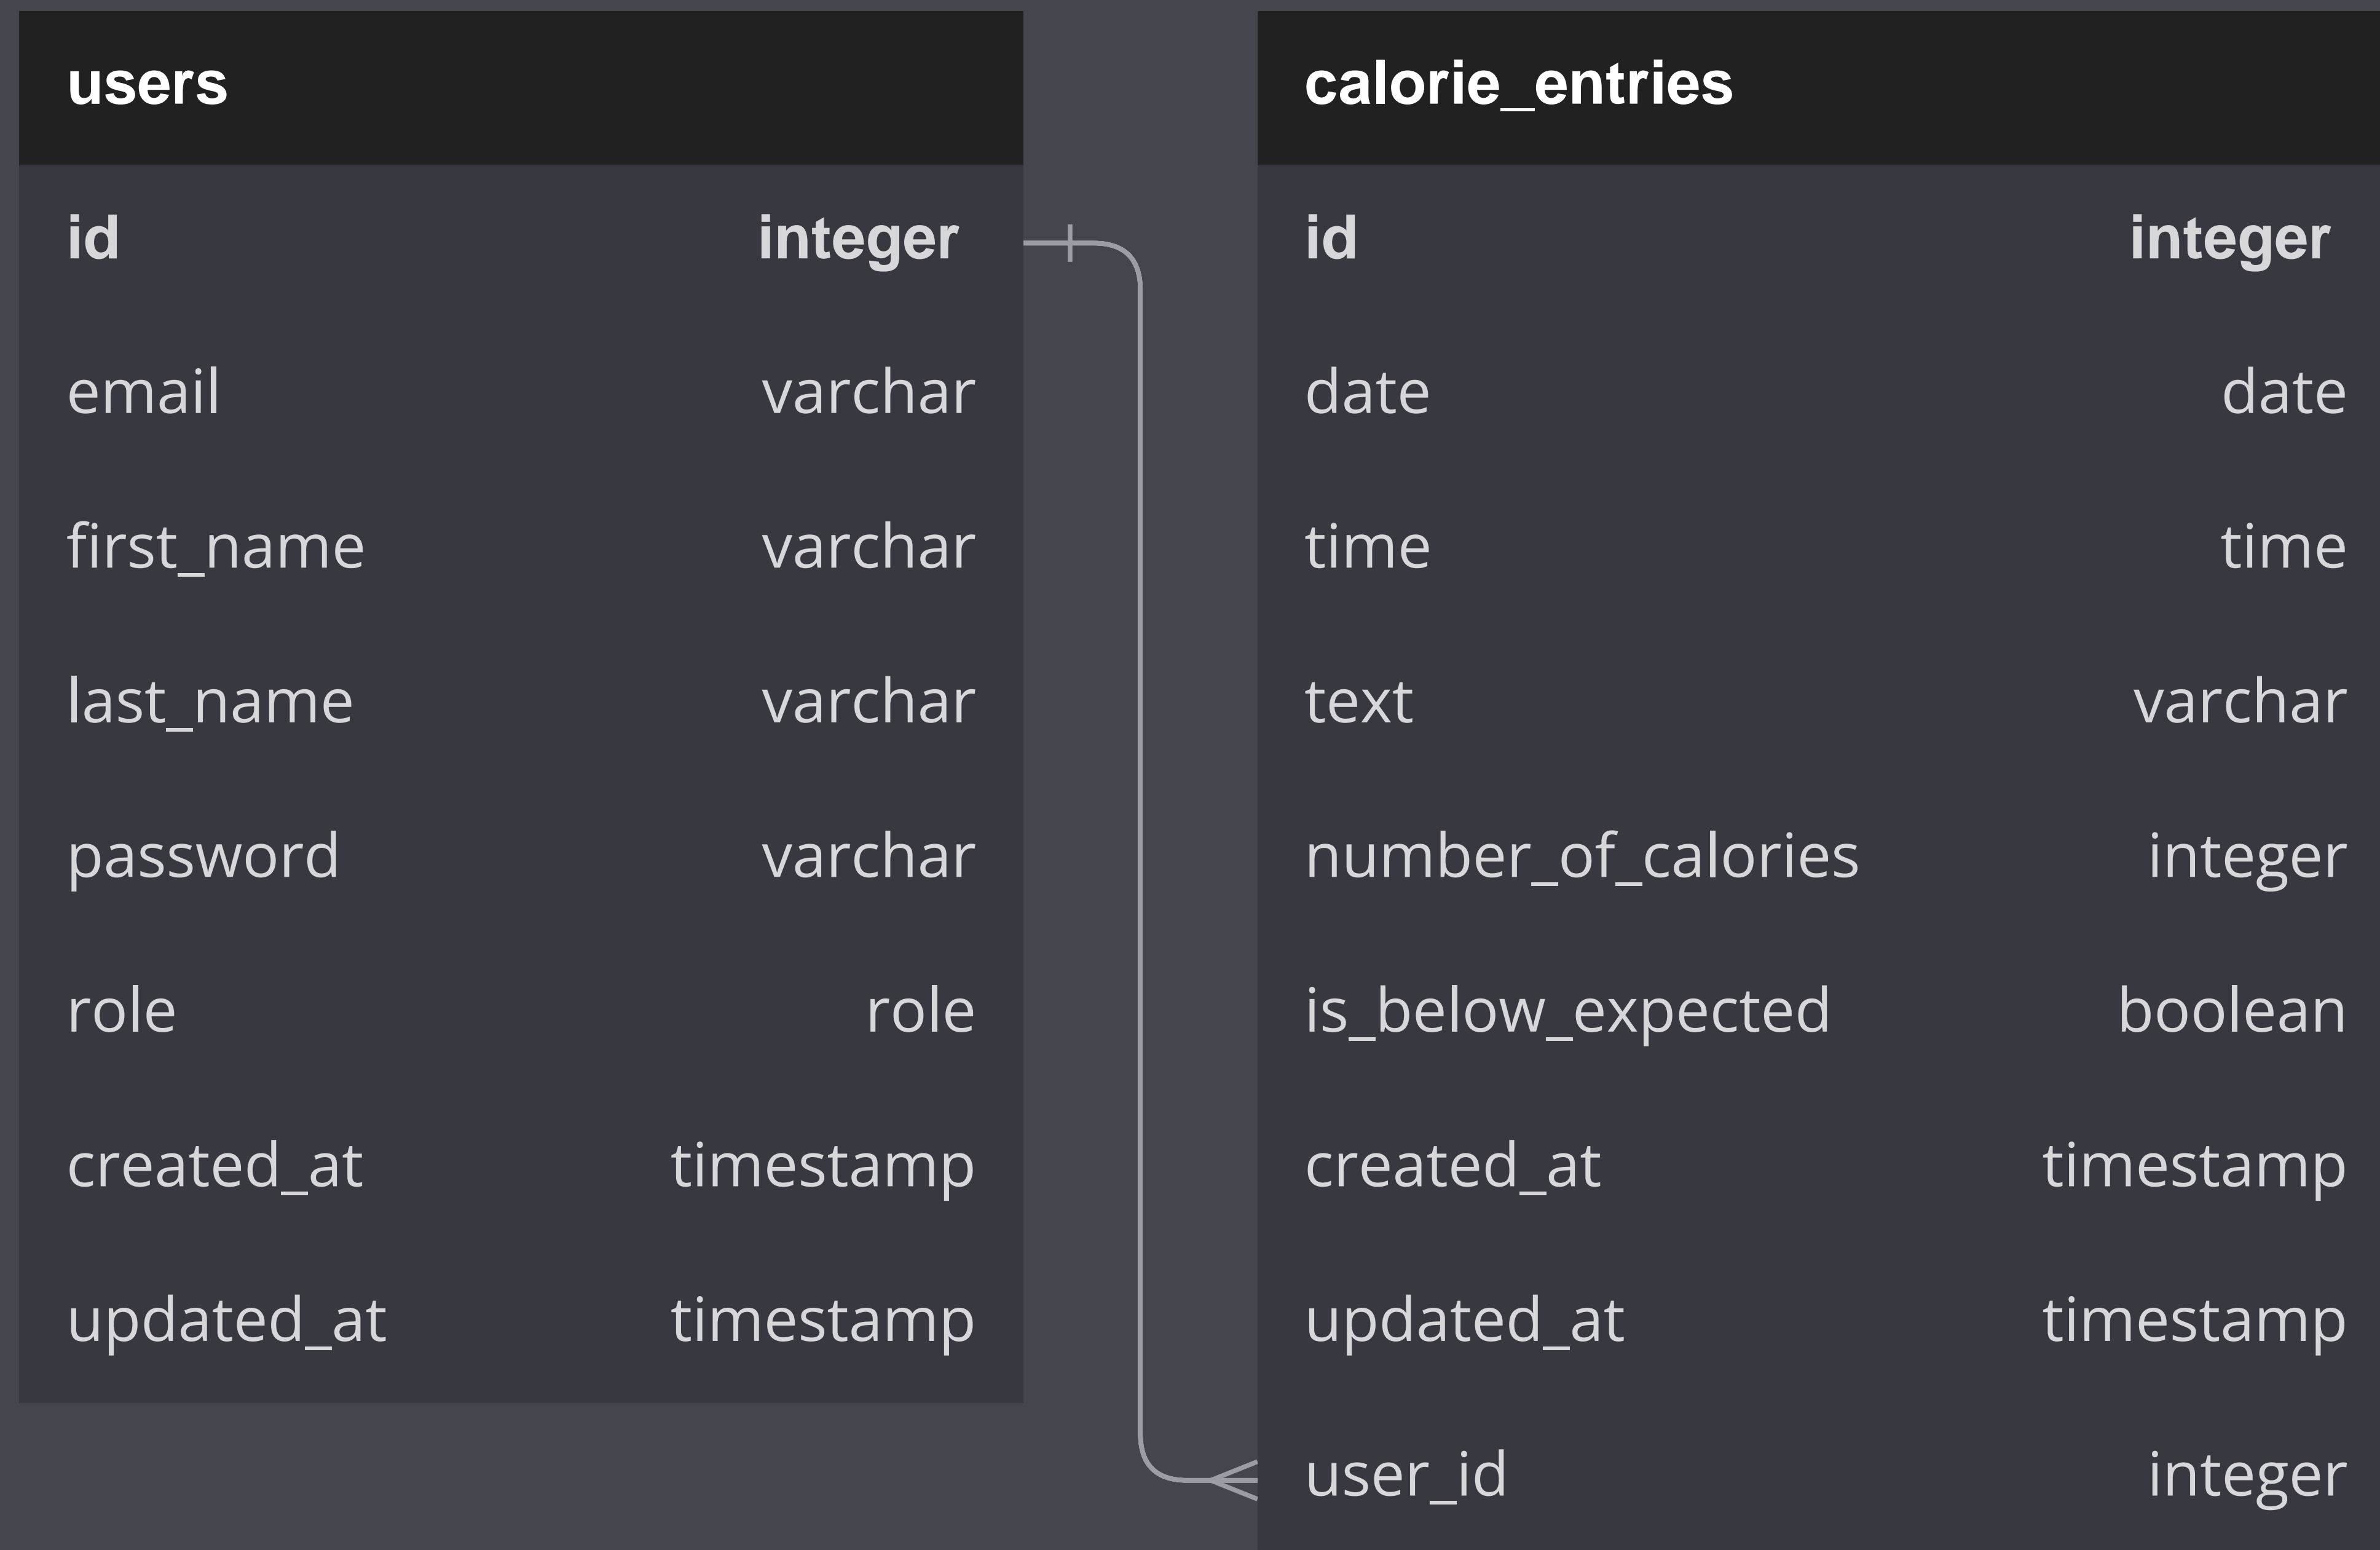 users
id integer
email varchar
first_name varchar
last_name varchar
password varchar
role role
created_at timestamp
updated_at timestamp
calorie_entries
id integer
date date
time time
text varchar
number_of_calories integer
is_below_expected boolean
created_at timestamp
updated_at timestamp
user_id integer